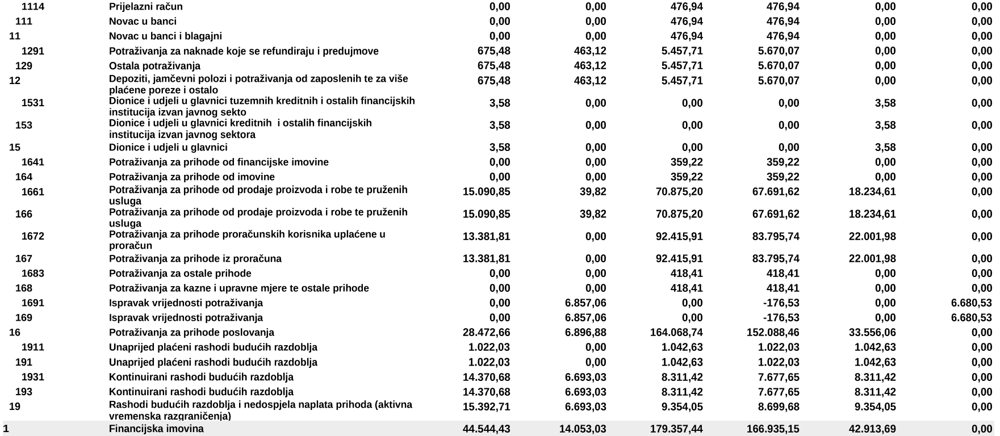 1114 Prijelazni račun 0,00 0,00 476,94 476,94 0,00 0,00
111 Novac u banci 0,00 0,00 476,94 476,94 0,00 0,00
11 Novac u banci i blagajni 0,00 0,00 476,94 476,94 0,00 0,00
1291 Potraživanja za naknade koje se refundiraju i predujmove 675,48 463,12 5.457,71 5.670,07 0,00 0,00
129 Ostala potraživanja 675,48 463,12 5.457,71 5.670,07 0,00 0,00
12 Depoziti, jamčevni polozi i potraživanja od zaposlenih te za više 675,48 463,12 5.457,71 5.670,07 0,00 0,00
plaćene poreze i ostalo
1531 Dionice i udjeli u glavnici tuzemnih kreditnih i ostalih financijskih 3,58 0,00 0,00 0,00 3,58 0,00
institucija izvan javnog sekto
153 Dionice i udjeli u glavnici kreditnih  i ostalih financijskih 3,58 0,00 0,00 0,00 3,58 0,00
institucija izvan javnog sektora
15 Dionice i udjeli u glavnici 3,58 0,00 0,00 0,00 3,58 0,00
1641 Potraživanja za prihode od financijske imovine 0,00 0,00 359,22 359,22 0,00 0,00
164 Potraživanja za prihode od imovine 0,00 0,00 359,22 359,22 0,00 0,00
1661 Potraživanja za prihode od prodaje proizvoda i robe te pruženih 15.090,85 39,82 70.875,20 67.691,62 18.234,61 0,00
usluga
166 Potraživanja za prihode od prodaje proizvoda i robe te pruženih 15.090,85 39,82 70.875,20 67.691,62 18.234,61 0,00
usluga
1672 Potraživanja za prihode proračunskih korisnika uplaćene u 13.381,81 0,00 92.415,91 83.795,74 22.001,98 0,00
proračun
167 Potraživanja za prihode iz proračuna 13.381,81 0,00 92.415,91 83.795,74 22.001,98 0,00
1683 Potraživanja za ostale prihode 0,00 0,00 418,41 418,41 0,00 0,00
168 Potraživanja za kazne i upravne mjere te ostale prihode 0,00 0,00 418,41 418,41 0,00 0,00
1691 Ispravak vrijednosti potraživanja 0,00 6.857,06 0,00 -176,53 0,00 6.680,53
169 Ispravak vrijednosti potraživanja 0,00 6.857,06 0,00 -176,53 0,00 6.680,53
16 Potraživanja za prihode poslovanja 28.472,66 6.896,88 164.068,74 152.088,46 33.556,06 0,00
1911 Unaprijed plaćeni rashodi budućih razdoblja 1.022,03 0,00 1.042,63 1.022,03 1.042,63 0,00
191 Unaprijed plaćeni rashodi budućih razdoblja 1.022,03 0,00 1.042,63 1.022,03 1.042,63 0,00
1931 Kontinuirani rashodi budućih razdoblja 14.370,68 6.693,03 8.311,42 7.677,65 8.311,42 0,00
193 Kontinuirani rashodi budućih razdoblja 14.370,68 6.693,03 8.311,42 7.677,65 8.311,42 0,00
19 Rashodi budućih razdoblja i nedospjela naplata prihoda (aktivna 15.392,71 6.693,03 9.354,05 8.699,68 9.354,05 0,00
vremenska razgraničenja)
1 Financijska imovina 44.544,43 14.053,03 179.357,44 166.935,15 42.913,69 0,00